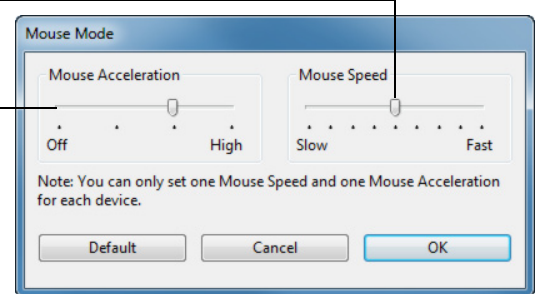 Mouse Mode
Mouse Acceleration
Mouse Speed
Off
High
Slow
Fast
Note: You can only set one Mouse Speed and one Mouse Acceleration
for each device.
Default
Cancel
OK